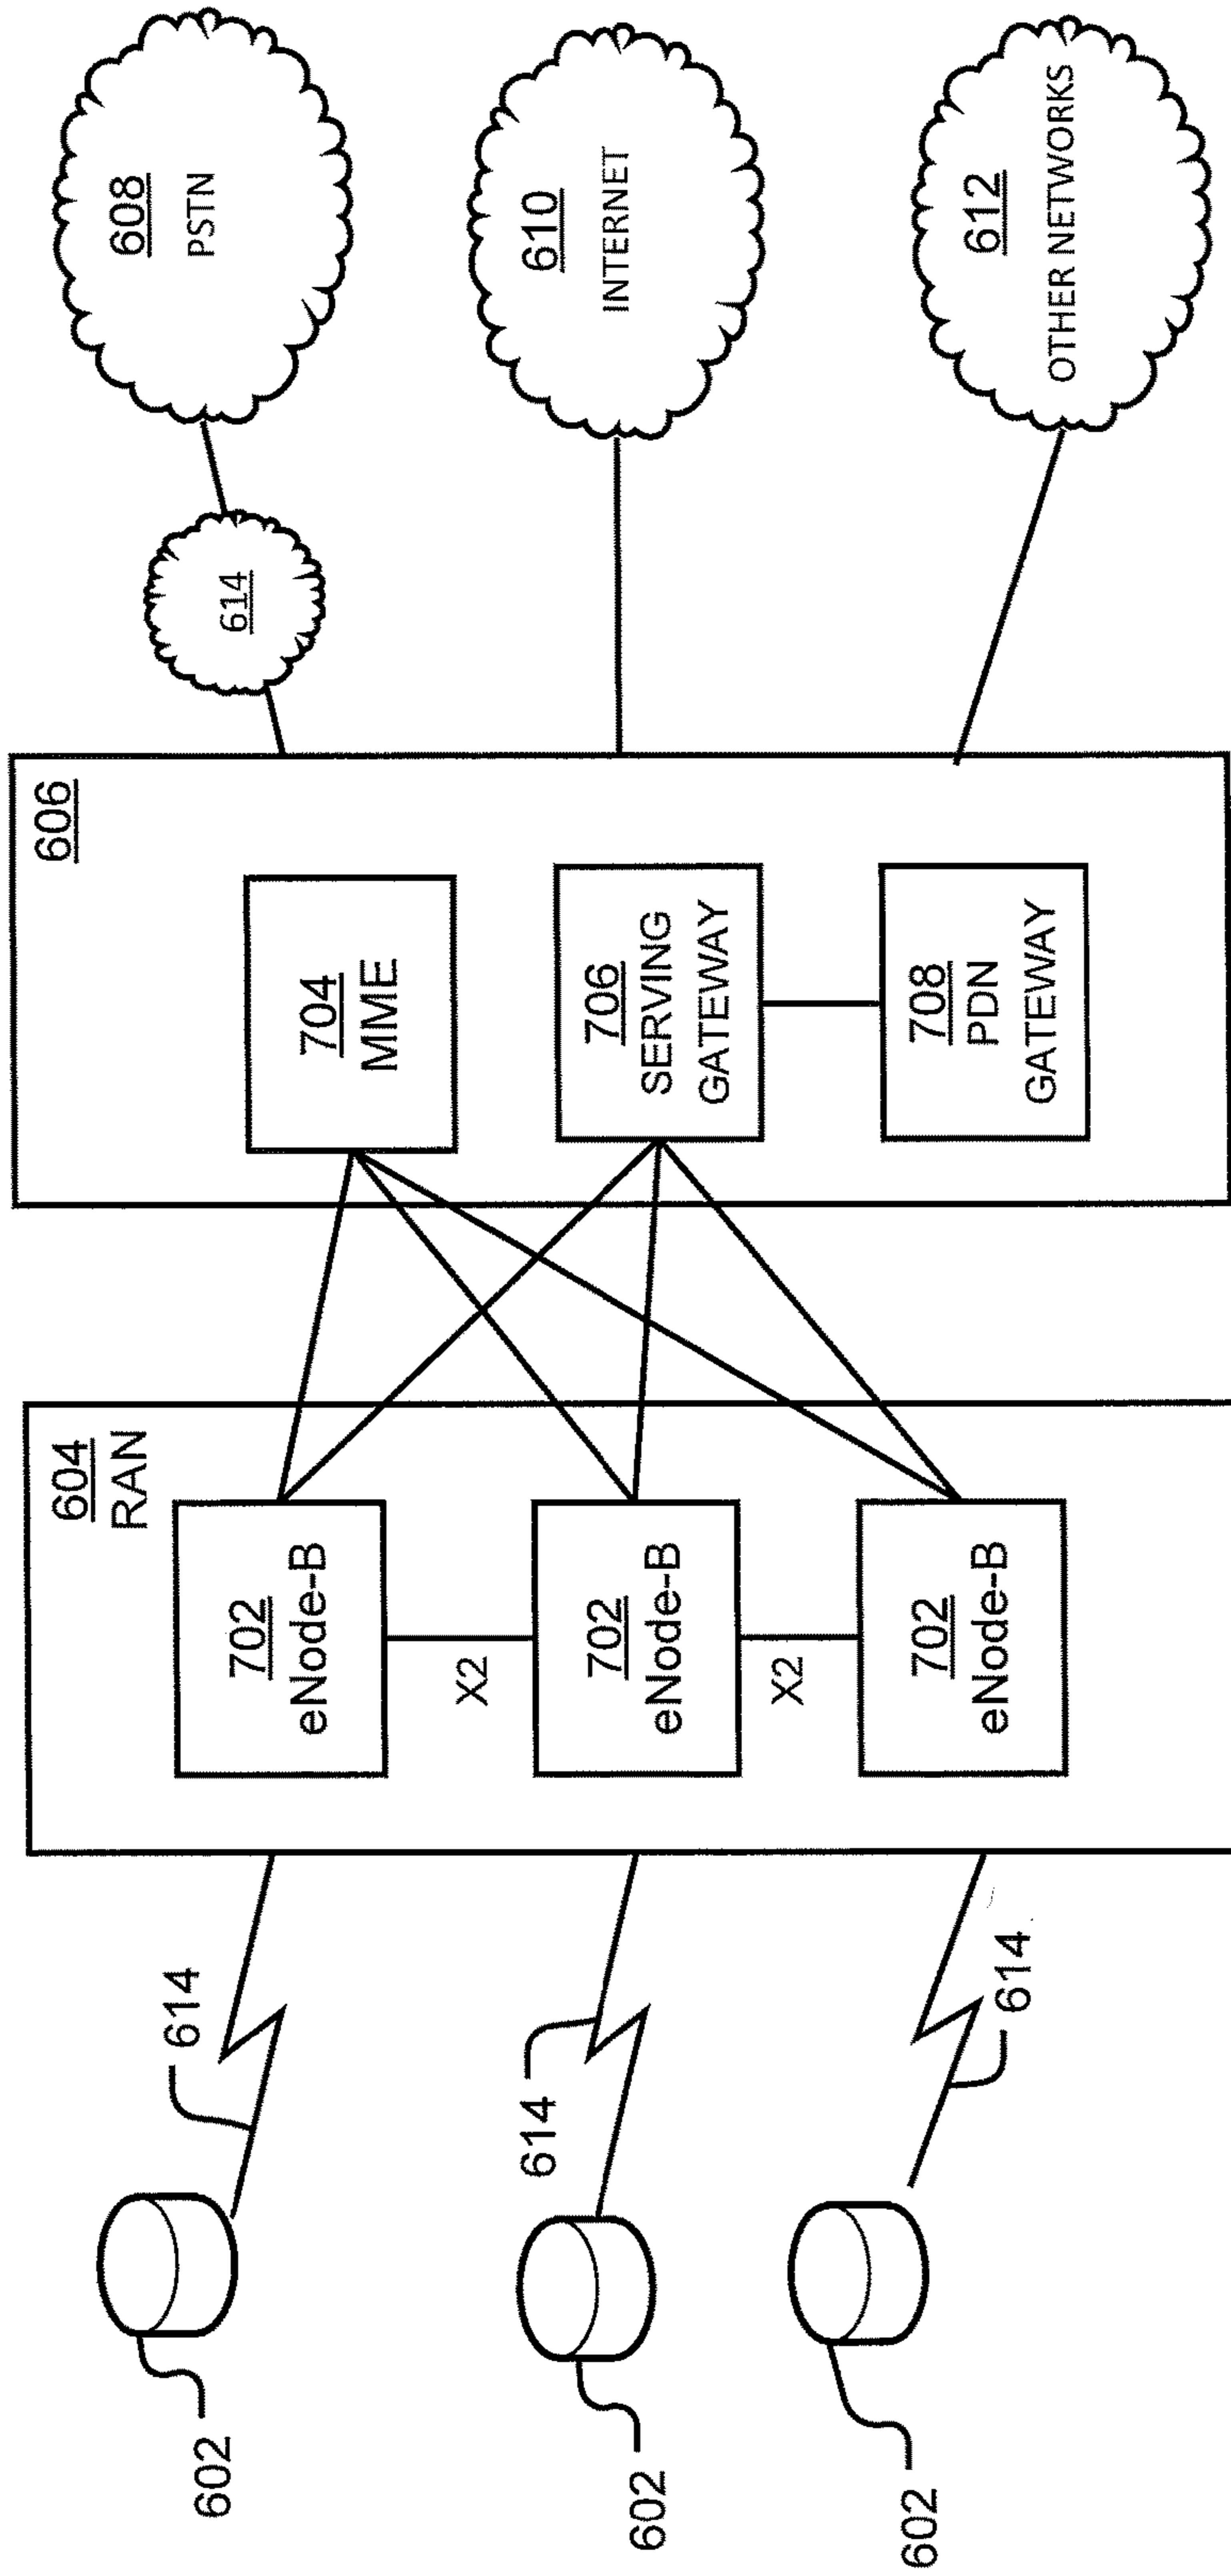 602
602
602
614
614
614
604
RAN
702
eNode-B
X2
702
eNode-B
X2
702
eNode-B
606
704
MME
706
SERVING
GATEWAY
708
PDN
GATEWAY
614
608
PSTN
610
INTERNET
612
OTHER NETWORKS